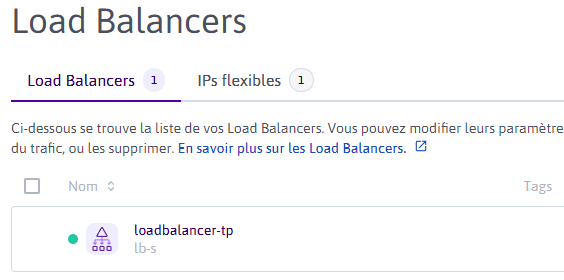 Load Balancers
Load Balancers 1 IPs flexibles 1
Ci-dessous se trouve la liste de vos Load Balancers. Vous pouvez modifier leurs paramètre
du trafic, ou les supprimer. En savoir plus sur les Load Balancers.
Nom Tags
loadbalancer-tp
lb-s